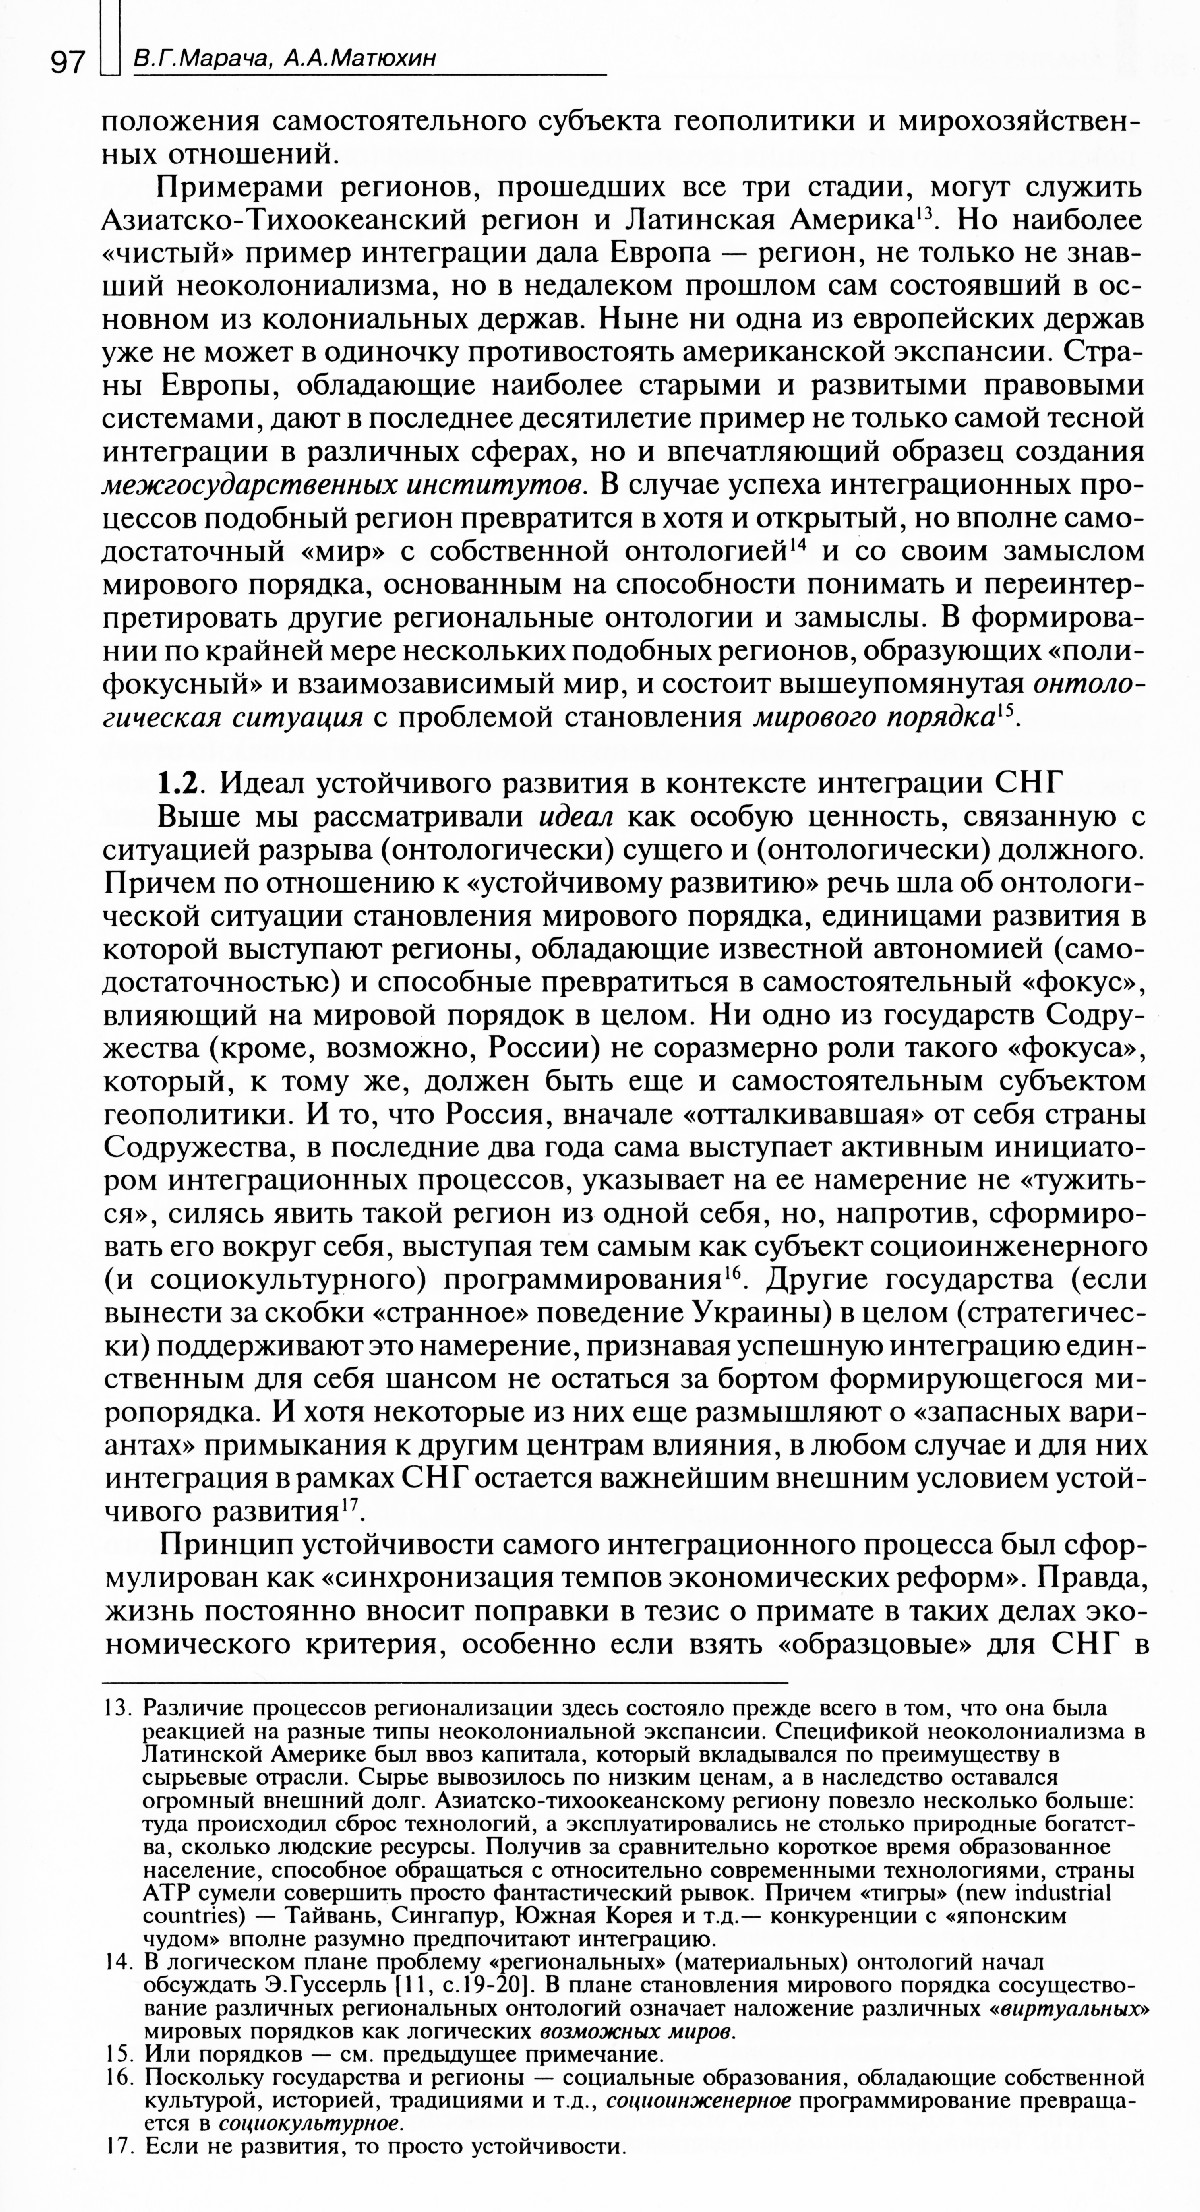 97
В.Г.Марача, А.А.Матюхин
положения самостоятельного субъекта геополитики и мирохозяйствен-
ных отношений.
Примерами регионов, прошедших все три стадии, могут служить
Азиатско-Тихоокеанский регион и Латинская Америка¹³. Но наиболее
«чистый» пример интеграции дала Европа — регион, не только не знав-
ший неоколониализма, но в недалеком прошлом сам состоявший в ос-
новном из колониальных держав. Ныне ни одна из европейских держав
уже не может в одиночку противостоять американской экспансии. Стра-
ны Европы, обладающие наиболее старыми и развитыми правовыми
системами, дают в последнее десятилетие пример не только самой тесной
интеграции в различных сферах, но и впечатляющий образец создания
межгосударственных институтов. В случае успеха интеграционных про-
цессов подобный регион превратится в хотя и открытый, но вполне само-
достаточный «мир» с собственной онтологией¹⁴ и со своим замыслом
мирового порядка, основанным на способности понимать и переинтер-
претировать другие региональные онтологии и замыслы. В формирова-
нии по крайней мере нескольких подобных регионов, образующих «поли-
фокусный» и взаимозависимый мир, и состоит вышеупомянутая онтоло-
гическая ситуация с проблемой становления мирового порядка¹⁵.
1.2. Идеал устойчивого развития в контексте интеграции СНГ
Выше мы рассматривали идеал как особую ценность, связанную с
ситуацией разрыва (онтологически) сущего и (онтологически) должного.
Причем по отношению к «устойчивому развитию» речь шла об онтологи-
ческой ситуации становления мирового порядка, единицами развития в
которой выступают регионы, обладающие известной автономией (само-
достаточностью) и способные превратиться в самостоятельный «фокус»,
влияющий на мировой порядок в целом. Ни одно из государств Содру-
жества (кроме, возможно, России) не соразмерно роли такого «фокуса»,
который, к тому же, должен быть еще и самостоятельным субъектом
геополитики. И то, что Россия, вначале «отталкивавшая» от себя страны
Содружества, в последние два года сама выступает активным инициато-
ром интеграционных процессов, указывает на ее намерение не «тужить-
ся», силясь явить такой регион из одной себя, но, напротив, сформиро-
вать его вокруг себя, выступая тем самым как субъект социоинженерного
(и социокультурного) программирования¹⁶. Другие государства (если
вынести за скобки «странное» поведение Украины) в целом (стратегичес-
ки) поддерживают это намерение, признавая успешную интеграцию един-
ственным для себя шансом не остаться за бортом формирующегося ми-
ропорядка. И хотя некоторые из них еще размышляют о «запасных вари-
антах» примыкания к другим центрам влияния, в любом случае и для них
интеграция в рамках СНГ остается важнейшим внешним условием устой-
чивого развития¹⁷.
Принцип устойчивости самого интеграционного процесса был сфор-
мулирован как «синхронизация темпов экономических реформ». Правда,
жизнь постоянно вносит поправки в тезис о примате в таких делах эко-
номического критерия, особенно если взять «образцовые» для СНГ в
13. Различие процессов регионализации здесь состояло прежде всего в том, что она была
реакцией на разные типы неоколониальной экспансии. Спецификой неоколониализма в
Латинской Америке был ввоз капитала, который вкладывался по преимуществу в
сырьевые отрасли. Сырье вывозилось по низким ценам, а в наследство оставался
огромный внешний долг. Азиатско-тихоокеанскому региону повезло несколько больше:
туда происходил сброс технологий, а эксплуатировались не столько природные богатст-
ва, сколько людские ресурсы. Получив за сравнительно короткое время образованное
население, способное обращаться с относительно современными технологиями, страны
АТР сумели совершить просто фантастический рывок. Причем «тигры» (new industrial
countries) — Тайвань, Сингапур, Южная Корея и т.д.— конкуренции с «японским
чудом» вполне разумно предпочитают интеграцию.
14. В логическом плане проблему «региональных» (материальных) онтологий начал
обсуждать Э.Гуссерль [11, с.19-20]. В плане становления мирового порядка сосущество-
вание различных региональных онтологий означает наложение различных «виртуальных»
мировых порядков как логических возможных миров.
15. Или порядков — см. предыдущее примечание.
16. Поскольку государства и регионы — социальные образования, обладающие собственной
культурой, историей, традициями и т.д., социоинженерное программирование превраща-
ется в социокультурное.
17. Если не развития, то просто устойчивости.